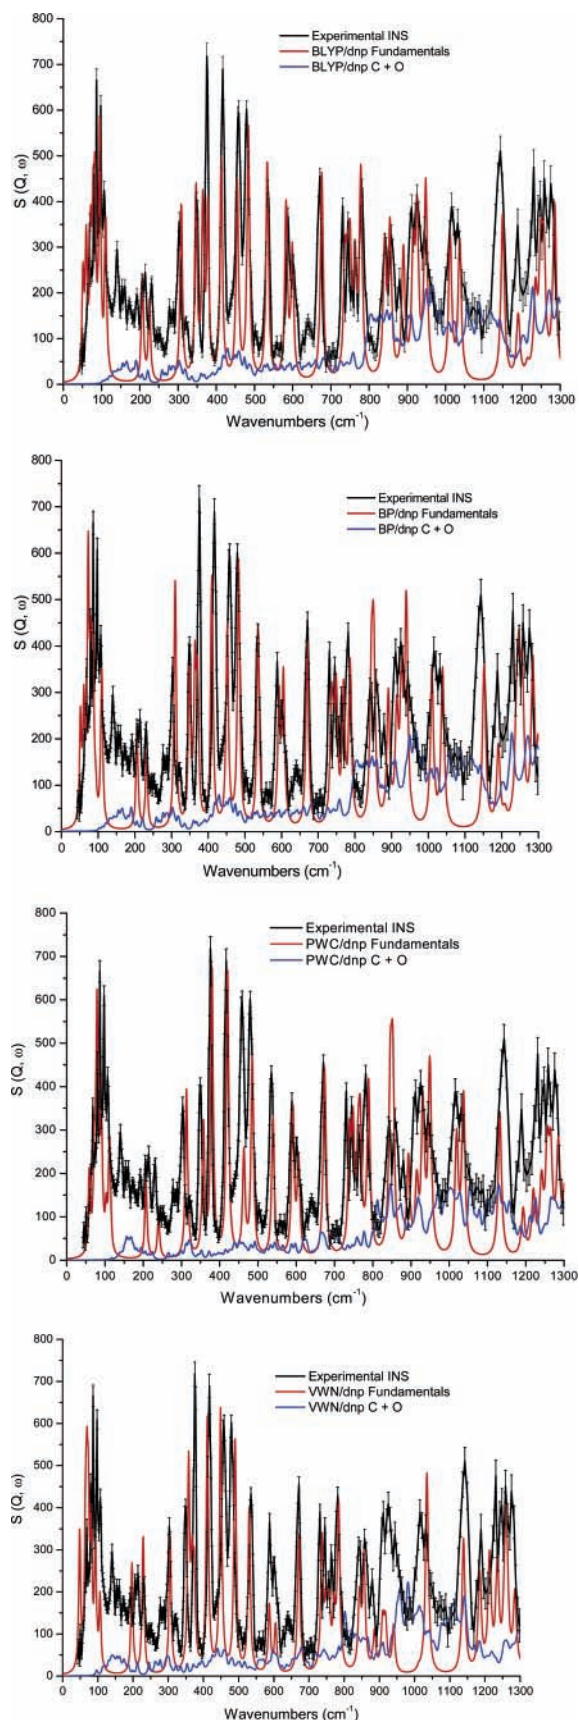 800
700
600
500
400
300
200
100
0
S (Q, ω)
Experimental INS
BLYP/dnp Fundamentals
BLYP/dnp C + O
0 100 200 300 400 500 600 700 800 900 1000 1100 1200 1300
Wavenumbers (cm⁻¹)
800
700
600
500
400
300
200
100
0
S (Q, ω)
Experimental INS
BP/dnp Fundamentals
BP/dnp C + O
0 100 200 300 400 500 600 700 800 900 1000 1100 1200 1300
Wavenumbers (cm⁻¹)
800
700
600
500
400
300
200
100
0
S (Q, ω)
Experimental INS
PWC/dnp Fundamentals
PWC/dnp C + O
0 100 200 300 400 500 600 700 800 900 1000 1100 1200 1300
Wavenumbers (cm⁻¹)
800
700
600
500
400
300
200
100
0
S (Q, ω)
Experimental INS
VWN/dnp Fundamentals
VWN/dnp C + O
0 100 200 300 400 500 600 700 800 900 1000 1100 1200 1300
Wavenumbers (cm⁻¹)